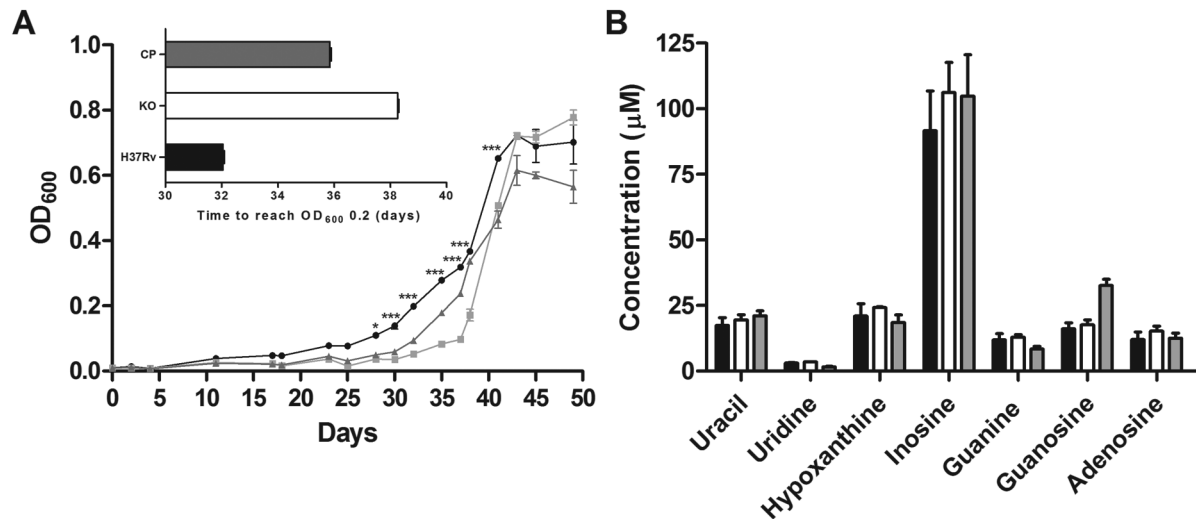 A
OD600
1.0
0.8
0.6
0.4
0.2
0.0
CP
KO
H37Rv
30 32 34 36 38 40
Time to reach OD600 0.2 (days)
*
***
***
***
***
***
***
0 5 10 15 20 25 30 35 40 45 50
Days
B
Concentration (μM)
125
100
75
50
25
0
Uracil
Uridine
Hypoxanthine
Inosine
Guanine
Guanosine
Adenosine